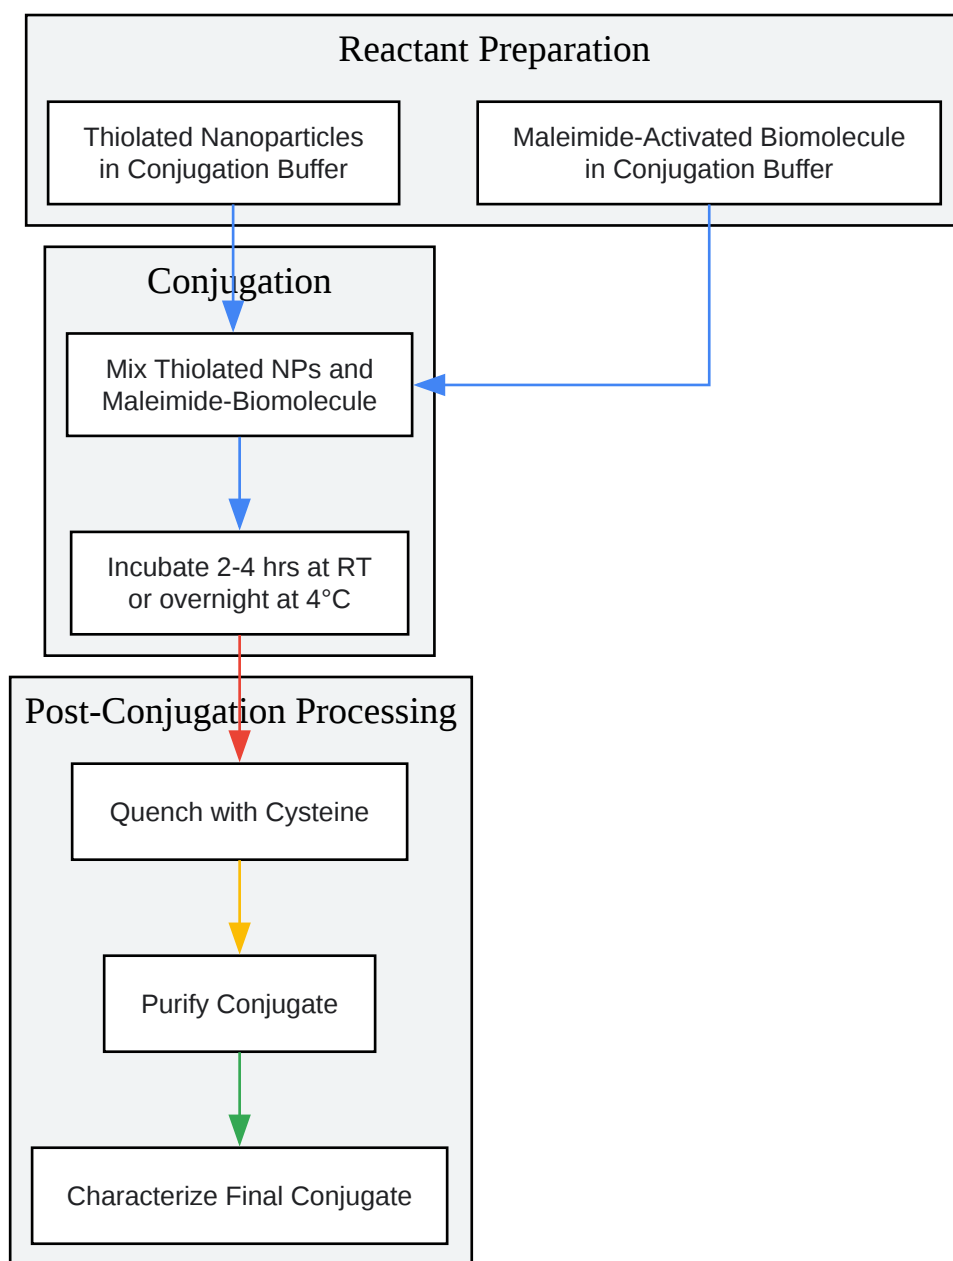 Reactant Preparation
Thiolated Nanoparticles
in Conjugation Buffer
Maleimide-Activated Biomolecule
in Conjugation Buffer
Conjugation
Mix Thiolated NPs and
Maleimide-Biomolecule
Incubate 2-4 hrs at RT
or overnight at 4°C
Post-Conjugation Processing
Quench with Cysteine
Purify Conjugate
Characterize Final Conjugate